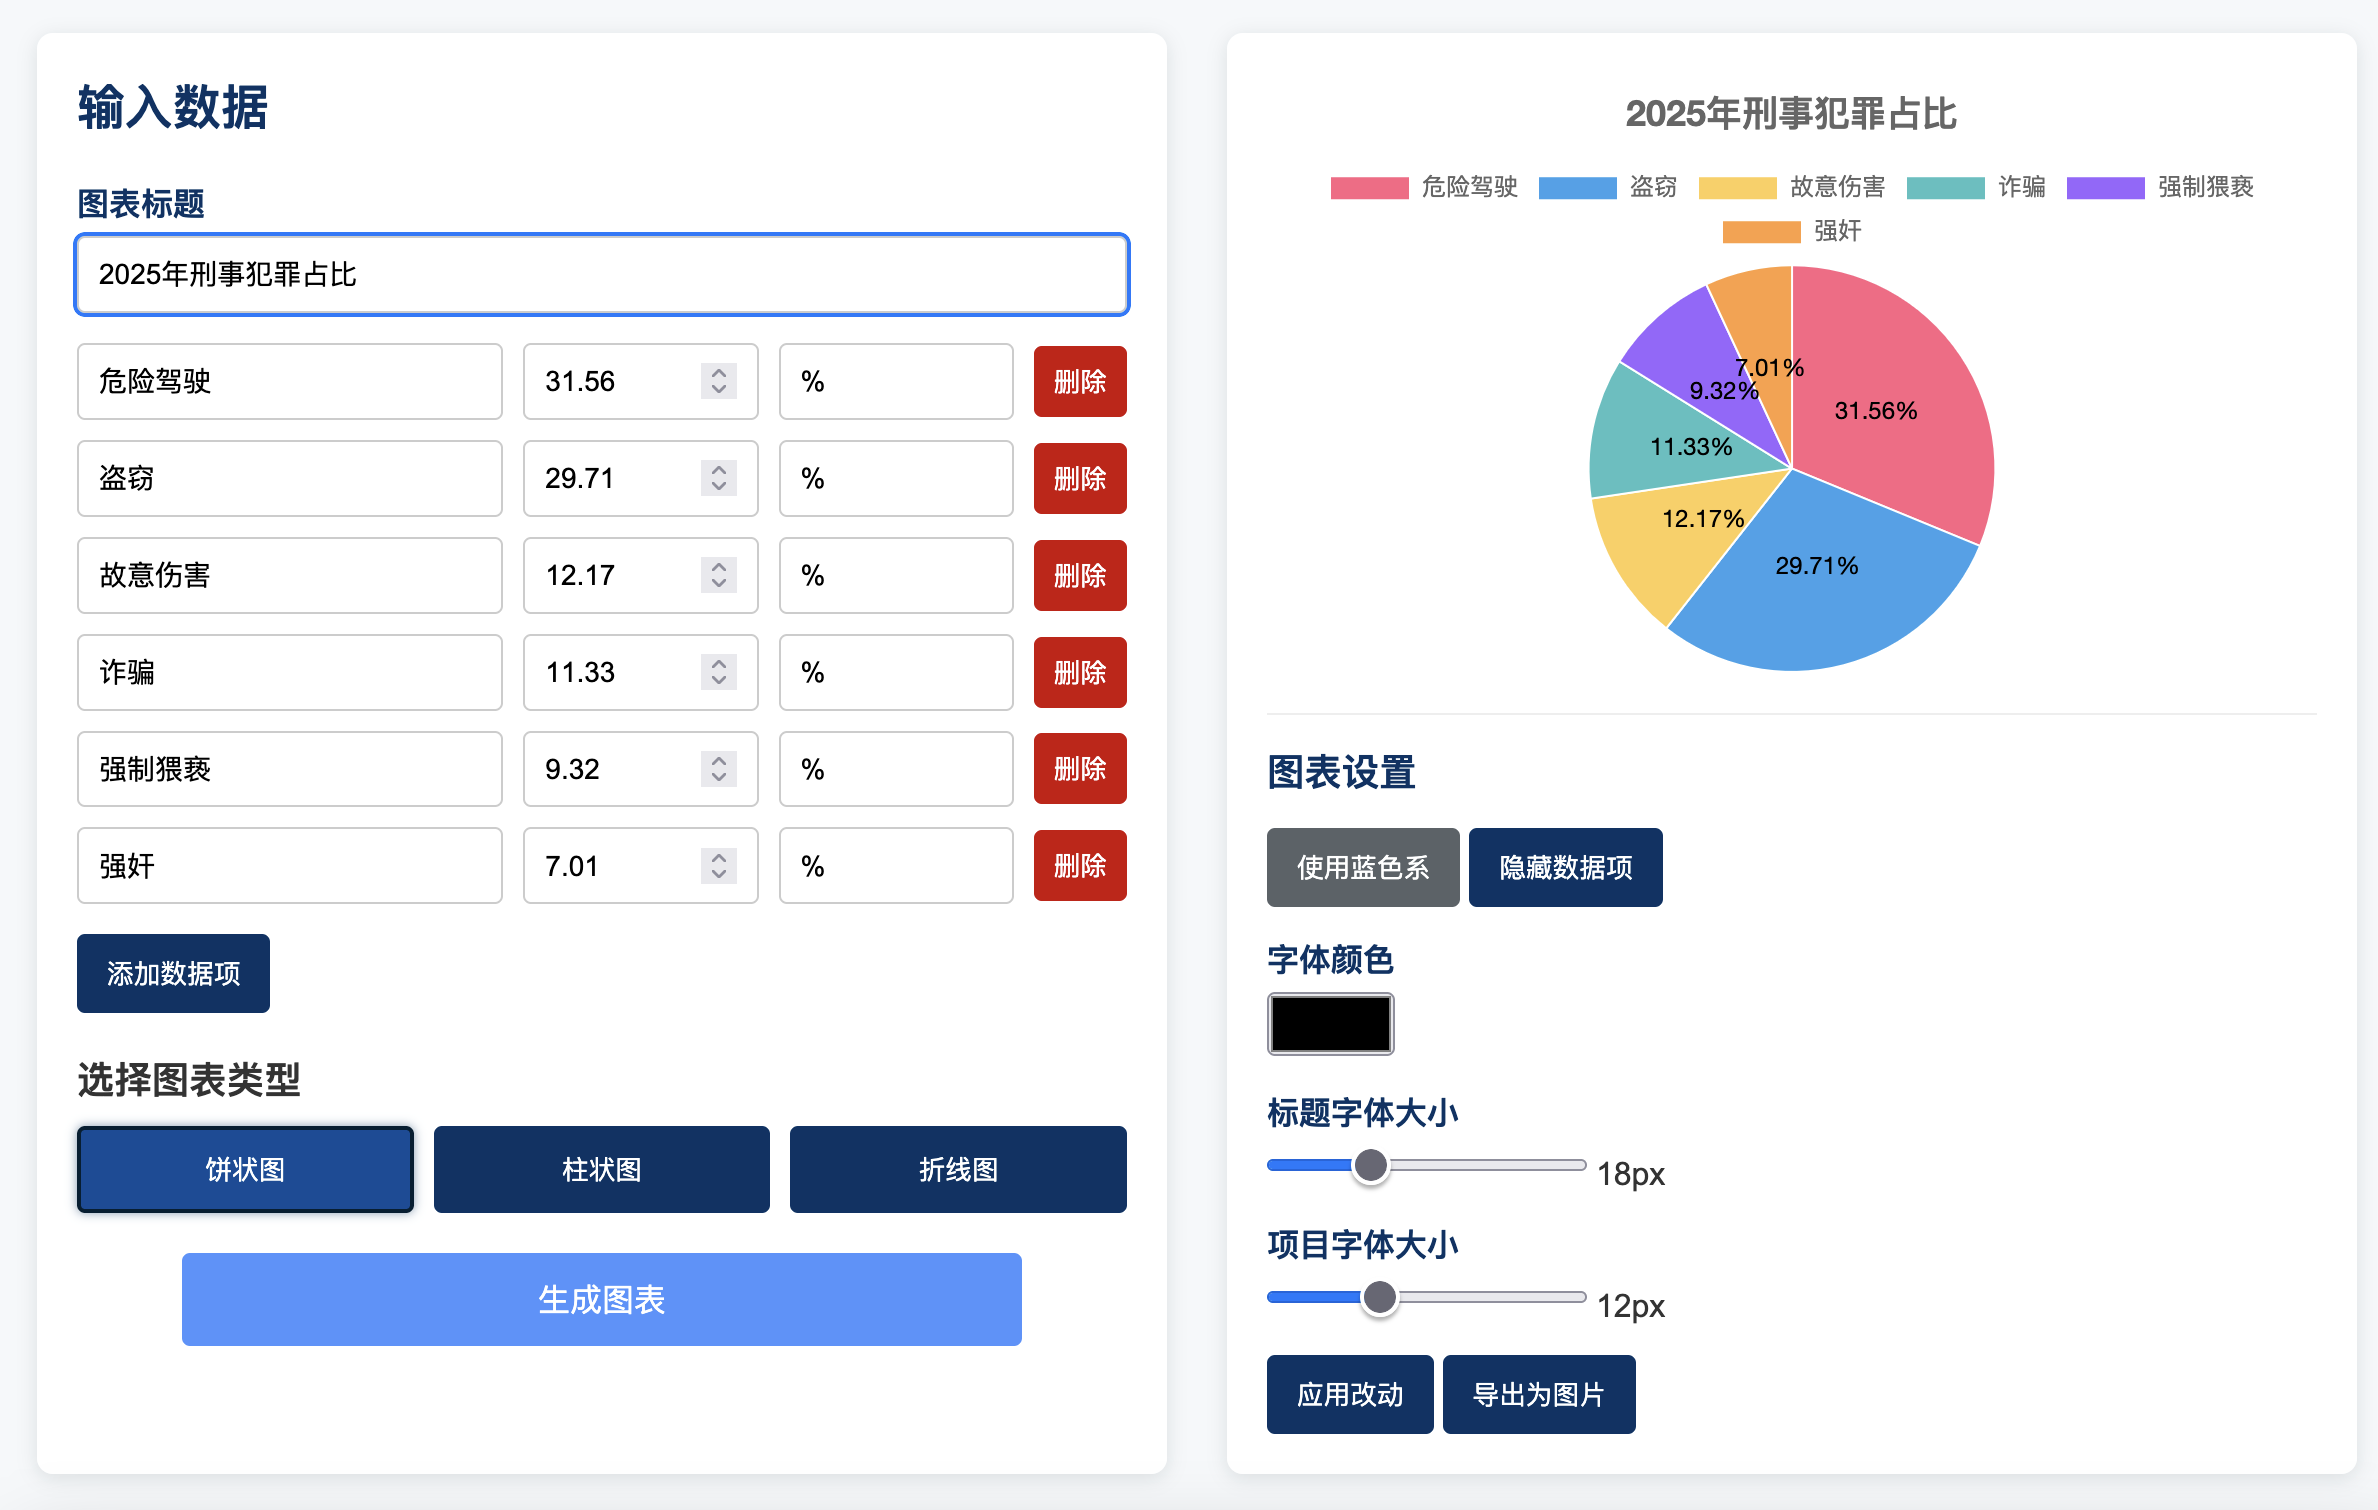 输入数据
图表标题
2025年刑事犯罪占比
危险驾驶 31.56 % 删除
盗窃 29.71 % 删除
故意伤害 12.17 % 删除
诈骗 11.33 % 删除
强制猥亵 9.32 % 删除
强奸 7.01 % 删除
添加数据项
选择图表类型
饼状图 柱状图 折线图
生成图表
2025年刑事犯罪占比
危险驾驶 盗窃 故意伤害 诈骗 强制猥亵
强奸
7.01%
9.32%
31.56%
11.33%
12.17%
29.71%
图表设置
使用蓝色系 隐藏数据项
字体颜色
标题字体大小
18px
项目字体大小
12px
应用改动 导出为图片